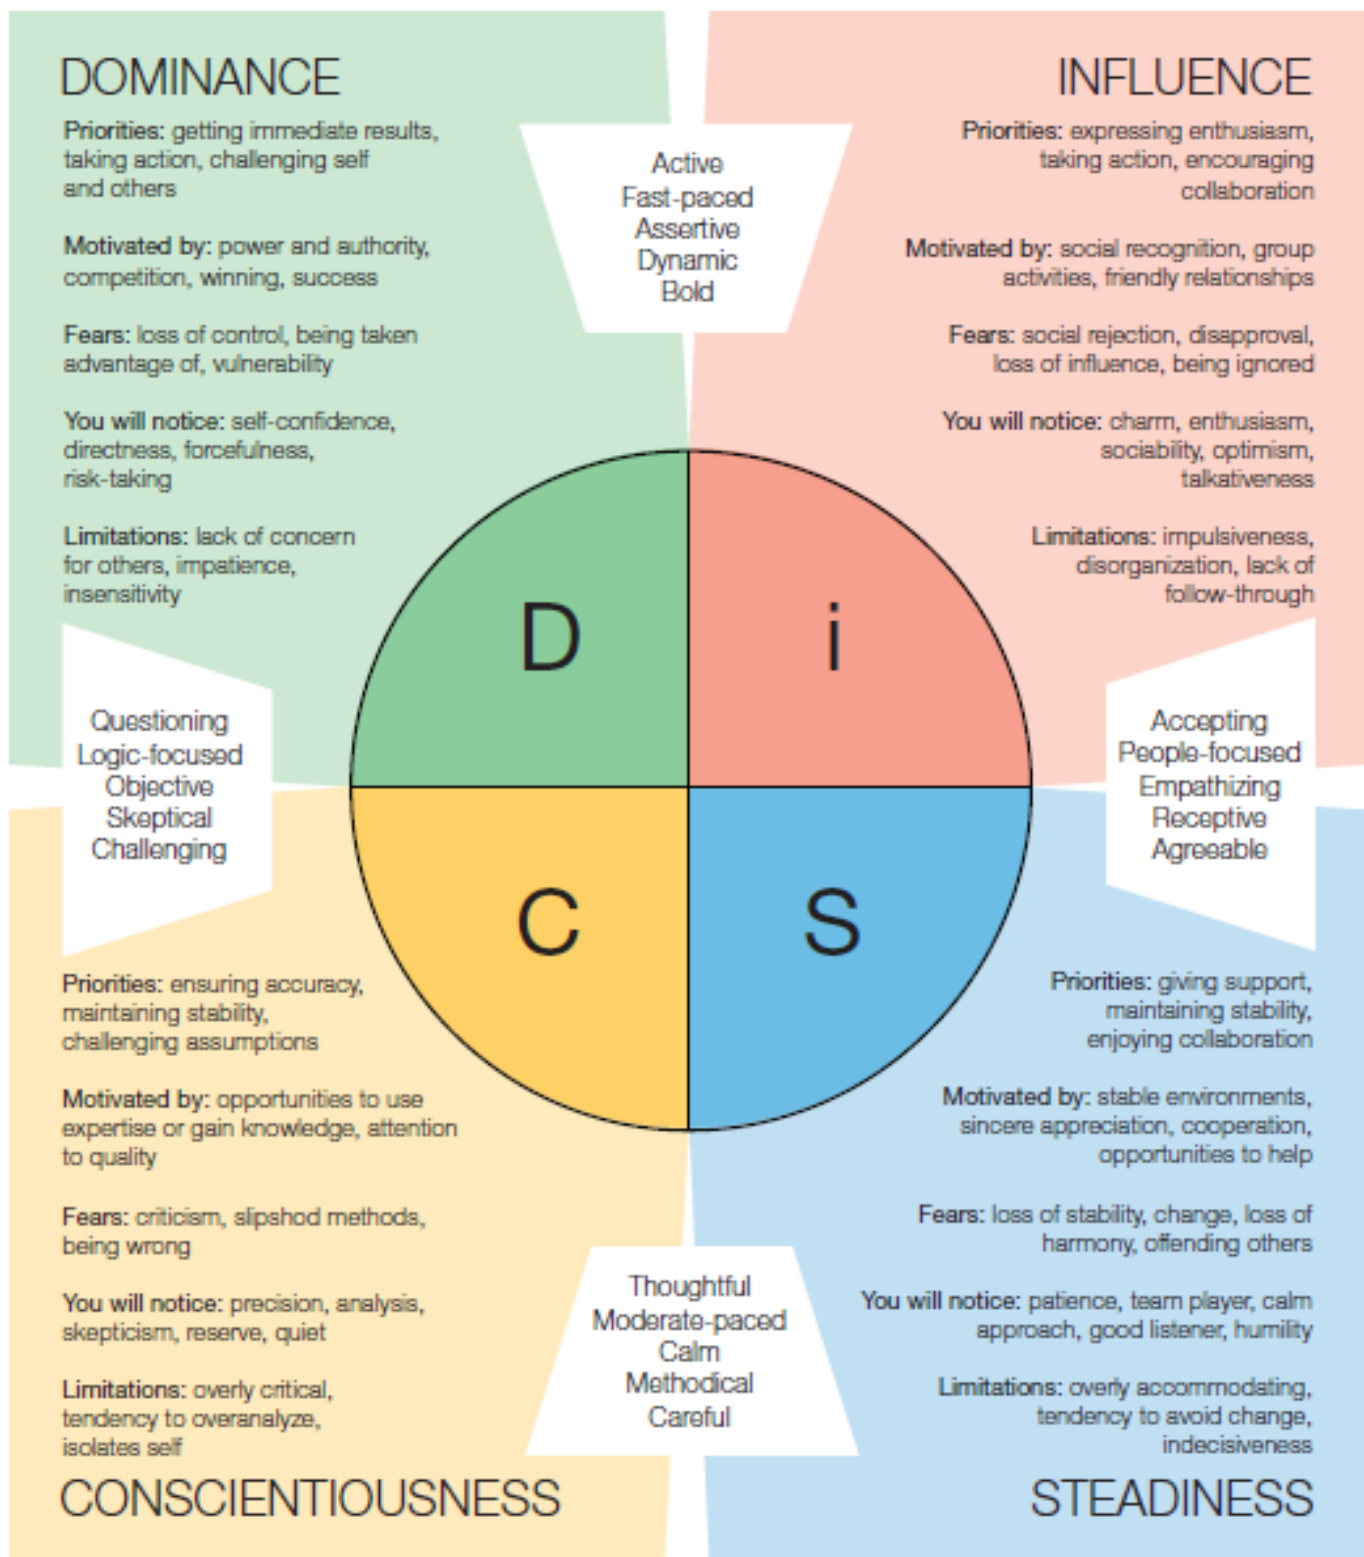 DOMINANCE
Priorities: getting immediate results,
taking action, challenging self
and others
Motivated by: power and authority,
competition, winning, success
Fears: loss of control, being taken
advantage of, vulnerability
You will notice: self-confidence,
directness, forcefulness,
risk-taking
Limitations: lack of concern
for others, impatience,
insensitivity
Active
Fast-paced
Assertive
Dynamic
Bold
INFLUENCE
Priorities: expressing enthusiasm,
taking action, encouraging
collaboration
Motivated by: social recognition, group
activities, friendly relationships
Fears: social rejection, disapproval,
loss of influence, being ignored
You will notice: charm, enthusiasm,
sociability, optimism,
talkativeness
Limitations: impulsiveness,
disorganization, lack of
follow-through
D
i
Questioning
Logic-focused
Objective
Skeptical
Challenging
Accepting
People-focused
Empathizing
Receptive
Agreeable
C
S
Priorities: ensuring accuracy,
maintaining stability,
challenging assumptions
Motivated by: opportunities to use
expertise or gain knowledge, attention
to quality
Fears: criticism, slipshod methods,
being wrong
You will notice: precision, analysis,
skepticism, reserve, quiet
Limitations: overly critical,
tendency to overanalyze,
isolates self
CONSCIENTIOUSNESS
Thoughtful
Moderate-paced
Calm
Methodical
Careful
Priorities: giving support,
maintaining stability,
enjoying collaboration
Motivated by: stable environments,
sincere appreciation, cooperation,
opportunities to help
Fears: loss of stability, change, loss of
harmony, offending others
You will notice: patience, team player, calm
approach, good listener, humility
Limitations: overly accommodating,
tendency to avoid change,
indecisiveness
STEADINESS